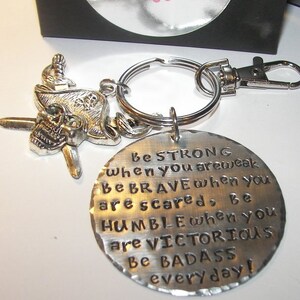 Be STRONG
when you are weak
Be BRAVE when you
are scared, Be
HUMBLE when you
are VICTORIOUS
Be BADASS
everyday!